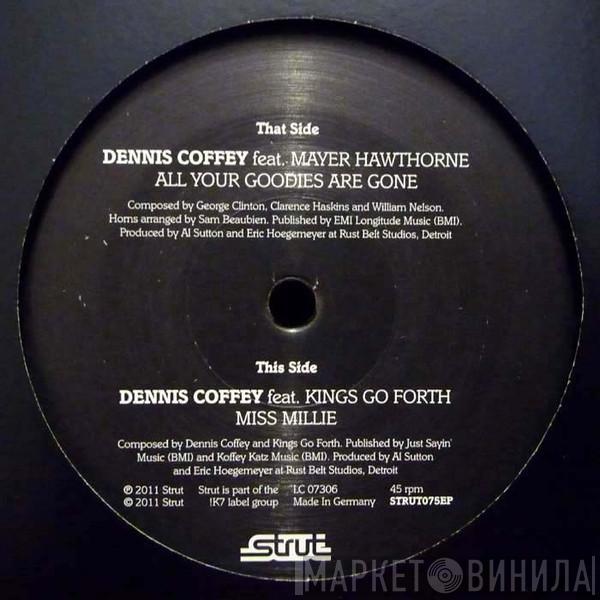 That Side
DENNIS COFFEY feat. MAYER HAWTHORNE
ALL YOUR GOODIES ARE GONE
Composed by George Clinton, Clarence Haskins and William Nelson.
Horns arranged by Sam Beaubien. Published by EMI Longitude Music (BMI).
Produced by Al Sutton and Eric Hoegemeyer at Rust Belt Studios, Detroit
This Side
DENNIS COFFEY feat. KINGS GO FORTH
MISS MILLIE
Composed by Dennis Coffey and Kings Go Forth. Published by Just Sayin'
Music (BMI) and Koffey Katz Music (BMI). Produced by Al Sutton
and Eric Hoegemeyer at Rust Belt Studios, Detroit
℗ 2011 Strut Strut is part of the LC 07306 45 rpm
© 2011 Strut !K7 label group Made In Germany STRUT075EP
strut
МАРКЕТ ВИНИЛА